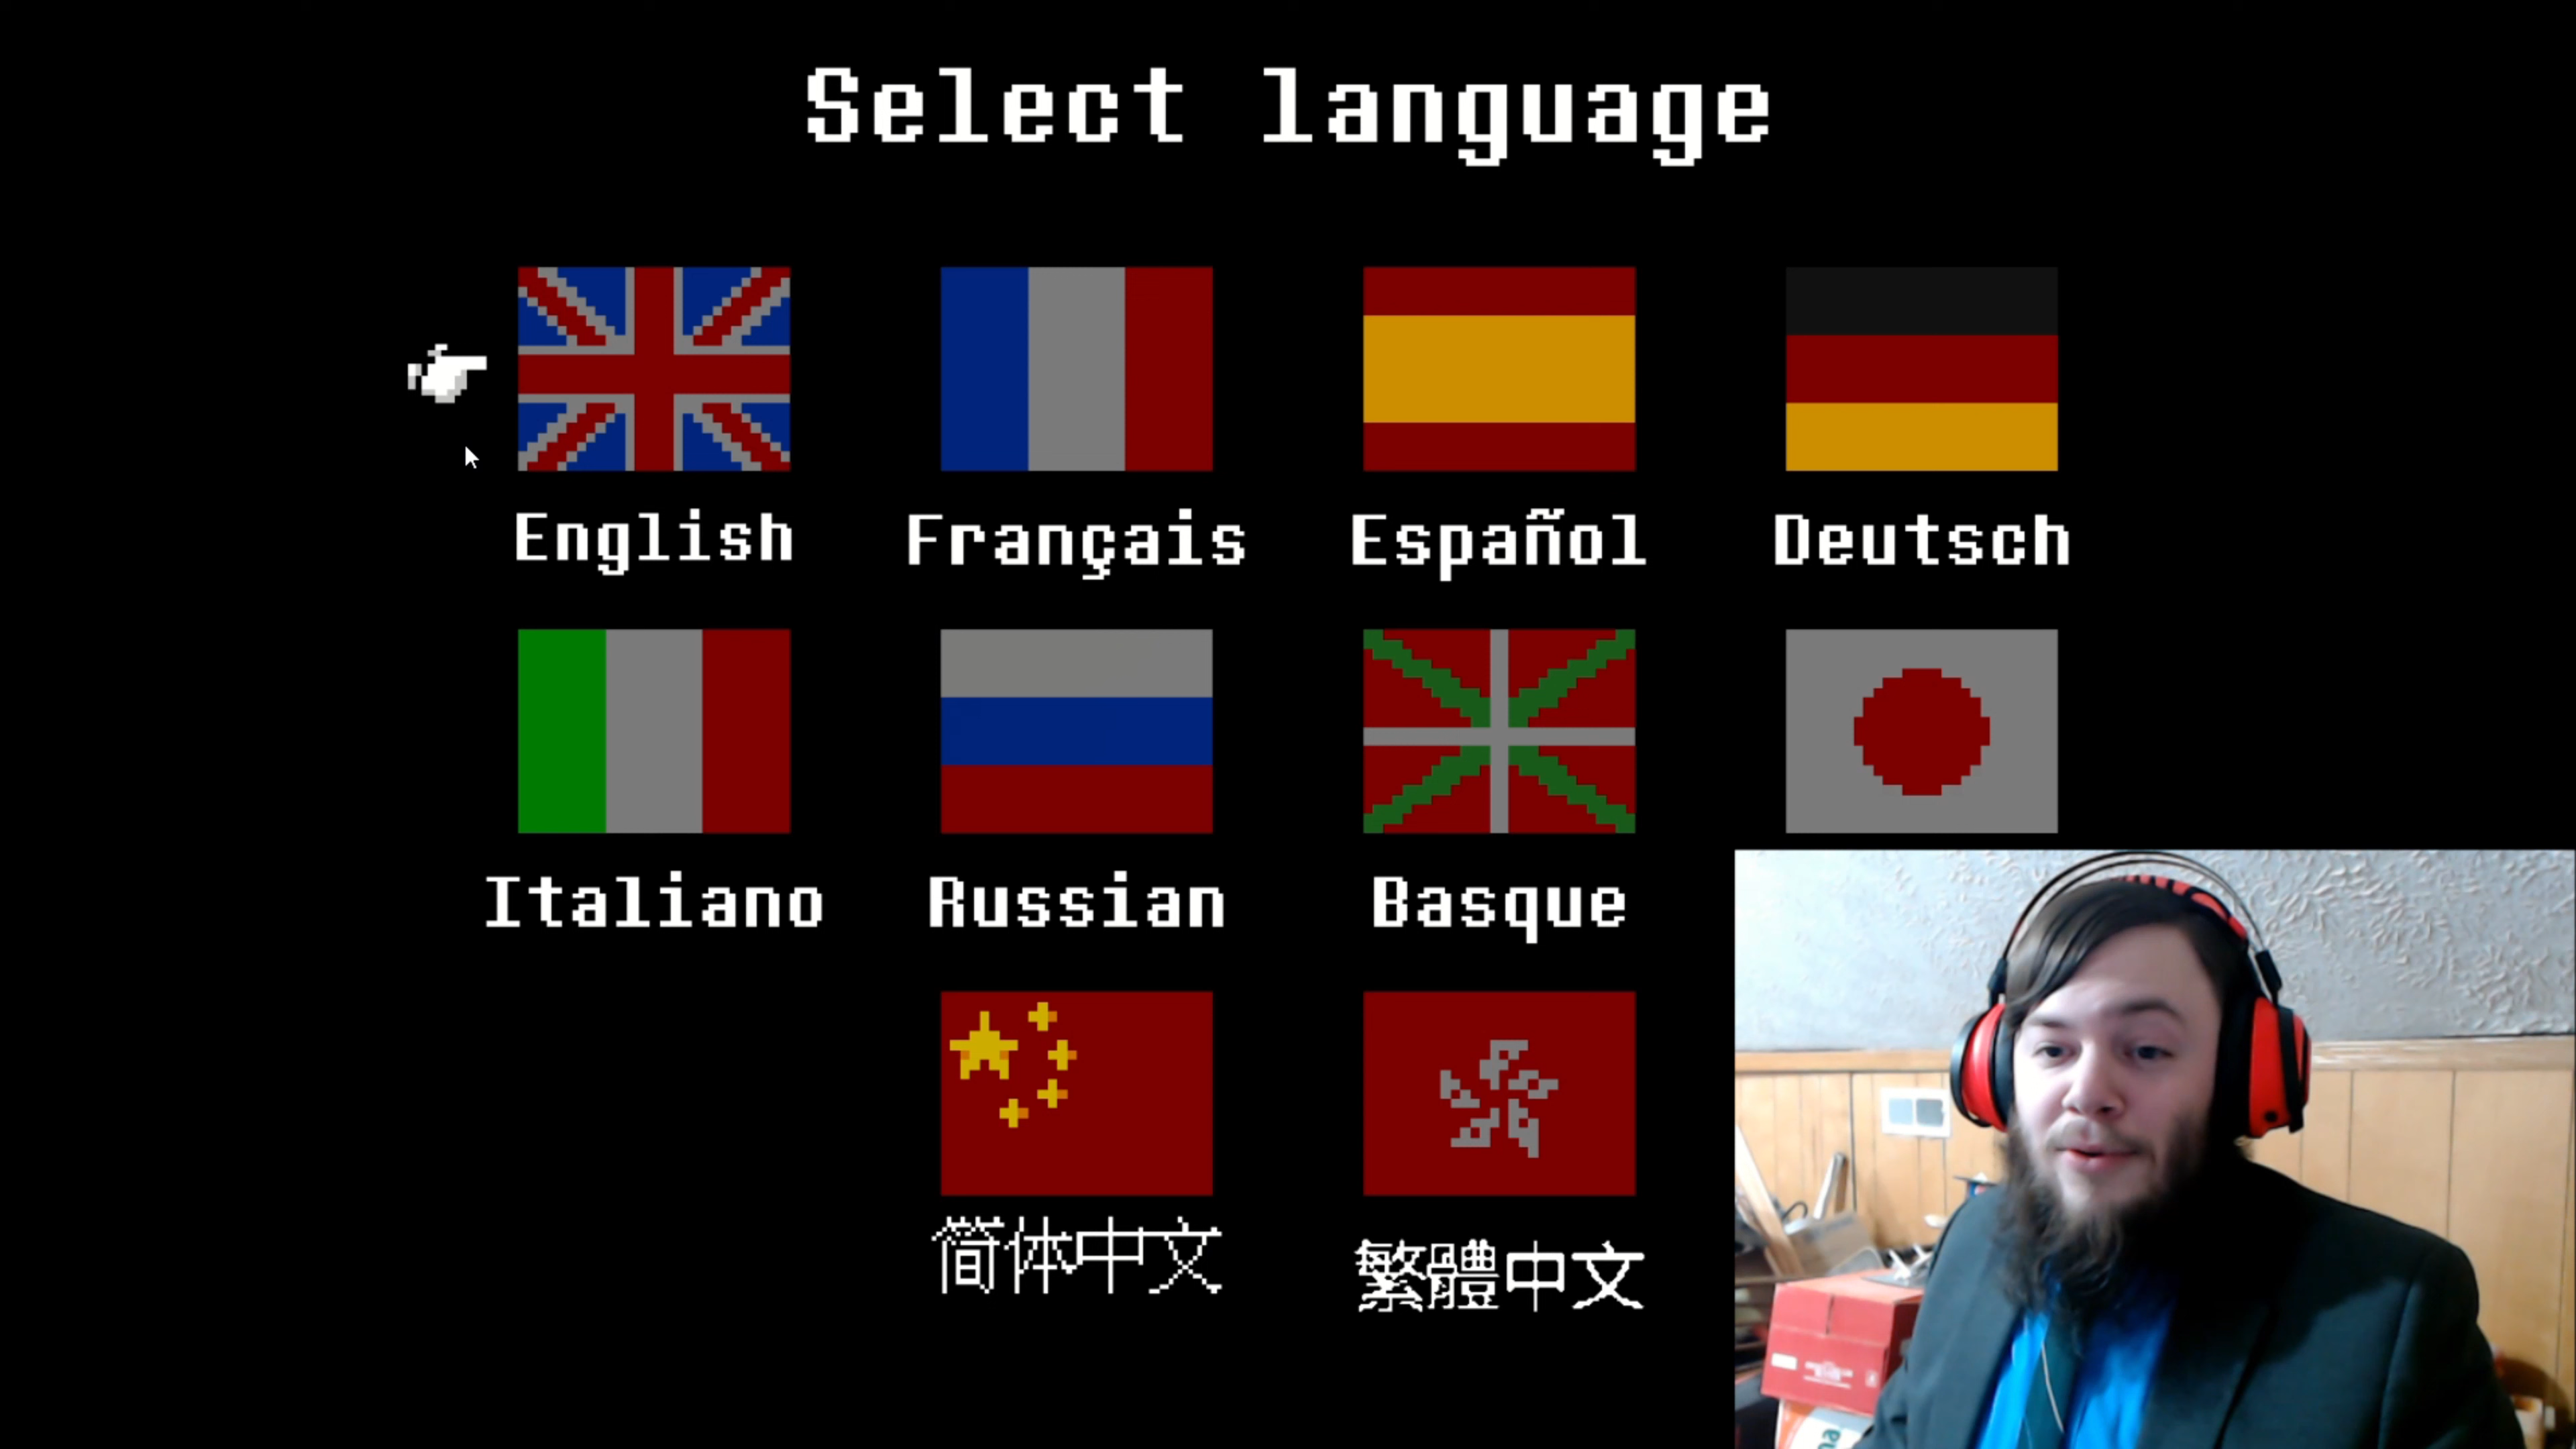 Select language
English Français Español Deutsch
Italiano Russian Basque
简体中文 繁體中文